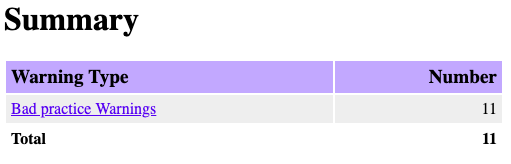 Summary
Warning Type Number
Bad practice Warnings 11
Total 11